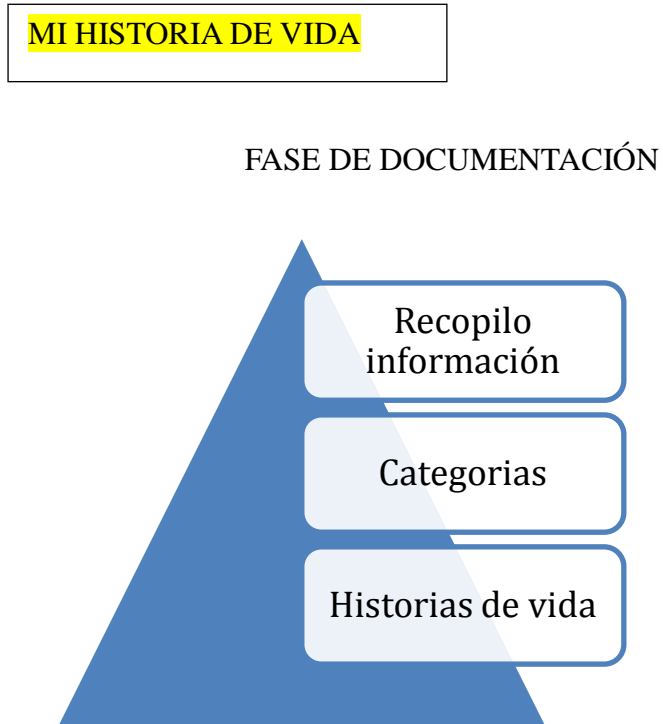 MI HISTORIA DE VIDA
FASE DE DOCUMENTACIÓN
Recopilo
información
Categorias
Historias de vida